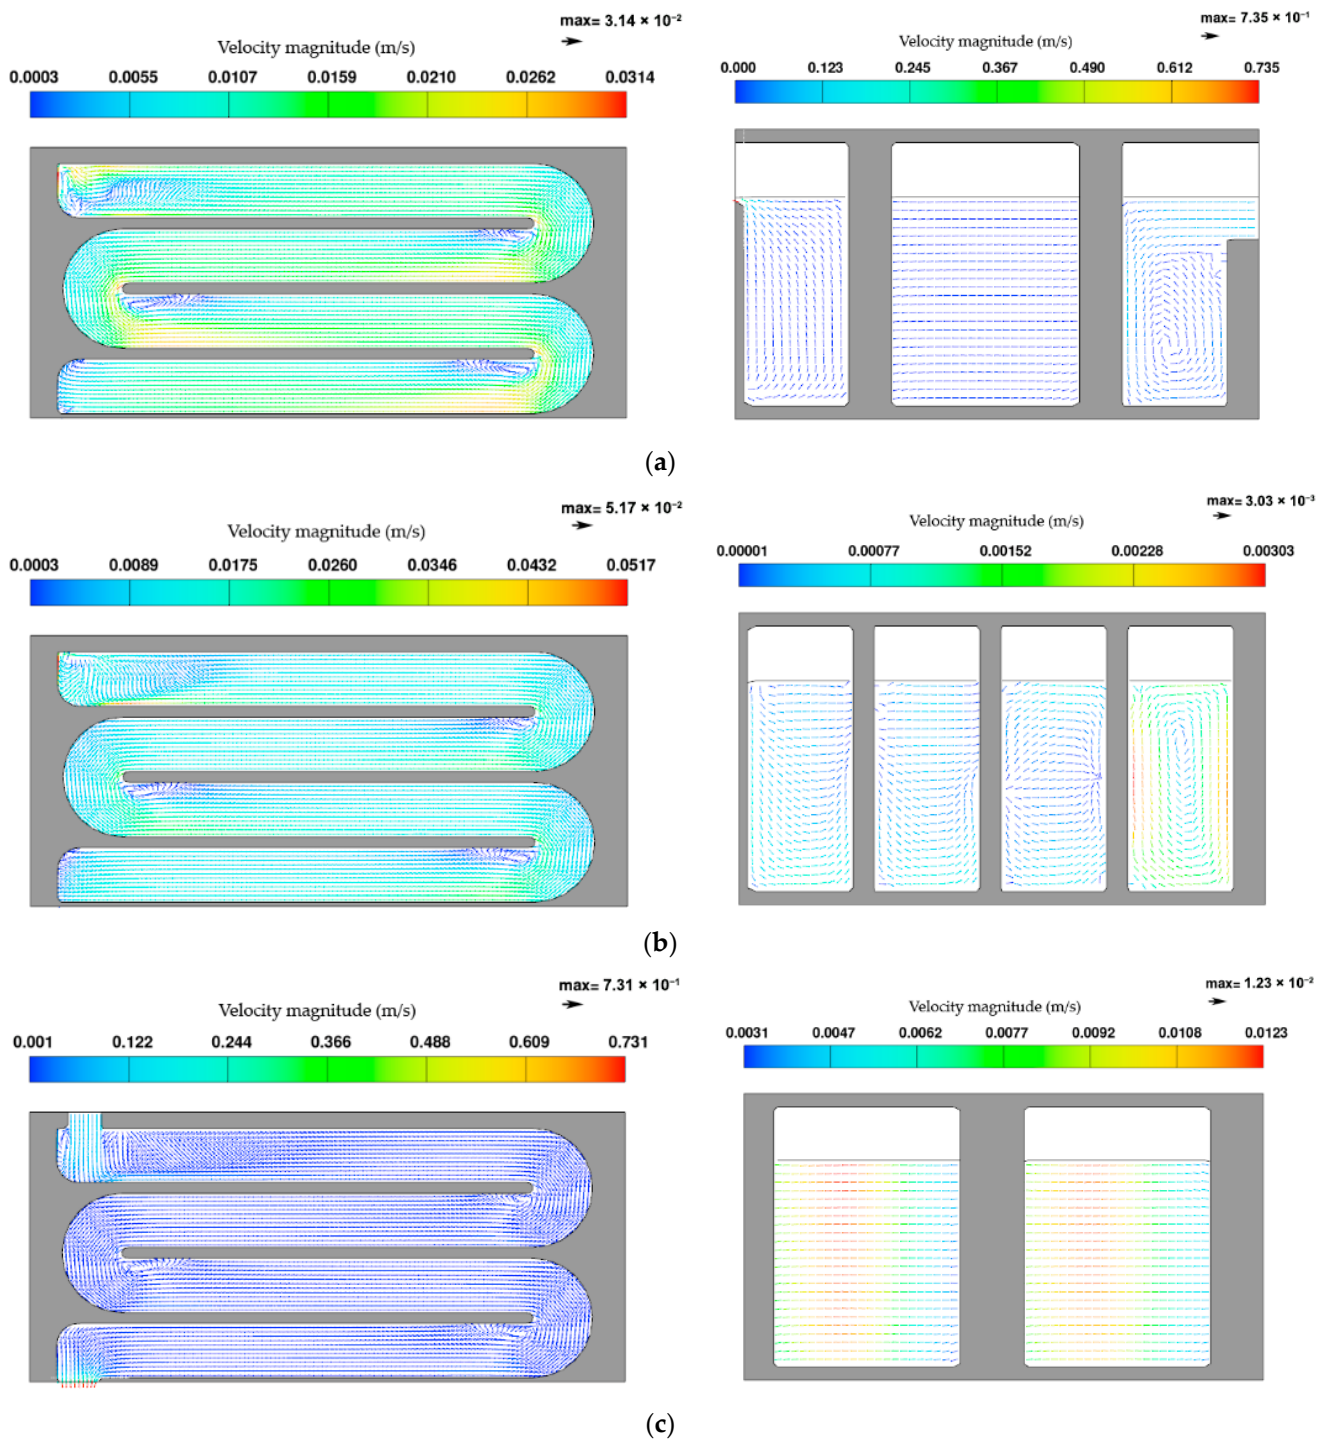 max= 3.14 × 10⁻²
Velocity magnitude (m/s)
0.0003 0.0055 0.0107 0.0159 0.0210 0.0262 0.0314
max= 7.35 × 10⁻¹
Velocity magnitude (m/s)
0.000 0.123 0.245 0.367 0.490 0.612 0.735
(a)
max= 5.17 × 10⁻²
Velocity magnitude (m/s)
0.0003 0.0089 0.0175 0.0260 0.0346 0.0432 0.0517
max= 3.03 × 10⁻³
Velocity magnitude (m/s)
0.00001 0.00077 0.00152 0.00228 0.00303
(b)
max= 7.31 × 10⁻¹
Velocity magnitude (m/s)
0.001 0.122 0.244 0.366 0.488 0.609 0.731
max= 1.23 × 10⁻²
Velocity magnitude (m/s)
0.0031 0.0047 0.0062 0.0077 0.0092 0.0108 0.0123
(c)